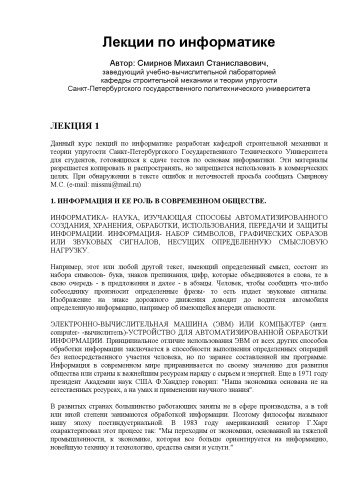 Лекции по информатике
Автор: Смирнов Михаил Станиславович,
заведующий учебно-вычислительной лабораторией
кафедры строительной механики и теории упругости
Санкт-Петербургского государственного политехнического университета
ЛЕКЦИЯ 1
Данный курс лекций по информатике разработан кафедрой строительной механики и
теории упругости Санкт-Петербургского Государственного Технического Университета
для студентов, готовящихся к сдаче тестов по основам информатики. Эти материалы
разрешается копировать и распространять, но запрещается использовать в коммерческих
целях. При обнаружении в тексте ошибок и неточностей просьба сообщать Смирнову
М.С. (e-mail: missmi@mail.ru)
1. ИНФОРМАЦИЯ И ЕЕ РОЛЬ В СОВРЕМЕННОМ ОБЩЕСТВЕ.
ИНФОРМАТИКА- НАУКА, ИЗУЧАЮЩАЯ СПОСОБЫ АВТОМАТИЗИРОВАННОГО
СОЗДАНИЯ, ХРАНЕНИЯ, ОБРАБОТКИ, ИСПОЛЬЗОВАНИЯ, ПЕРЕДАЧИ И ЗАЩИТЫ
ИНФОРМАЦИИ. ИНФОРМАЦИЯ- НАБОР СИМВОЛОВ, ГРАФИЧЕСКИХ ОБРАЗОВ
ИЛИ ЗВУКОВЫХ СИГНАЛОВ, НЕСУЩИХ ОПРЕДЕЛЕННУЮ СМЫСЛОВУЮ
НАГРУЗКУ.
Например, этот или любой другой текст, имеющий определенный смысл, состоит из
набора символов- букв, знаков препинания, цифр, которые объединяются в слова, те в
свою очередь - в предложения и далее - в абзацы. Человек, чтобы сообщить что-либо
собеседнику произносит определенные фразы- то есть издает звуковые сигналы.
Изображение на знаке дорожного движения доводит до водителя автомобиля
определенную информацию, например об имеющейся впереди опасности.
ЭЛЕКТРОННО-ВЫЧИСЛИТЕЛЬНАЯ МАШИНА (ЭВМ) ИЛИ КОМПЬЮТЕР (англ.
computer- -вычислитель)-УСТРОЙСТВО ДЛЯ АВТОМАТИЗИРОВАННОЙ ОБРАБОТКИ
ИНФОРМАЦИИ. Принципиальное отличие использования ЭВМ от всех других способов
обработки информации заключается в способности выполнения определенных операций
без непосредственного участия человека, но по заранее составленной им программе.
Информация в современном мире приравнивается по своему значению для развития
общества или страны к важнейшим ресурсам наряду с сырьем и энергией. Еще в 1971 году
президент Академии наук США Ф.Хандлер говорил: "Наша экономика основана не на
естественных ресурсах, а на умах и применении научного знания".
В развитых странах большинство работающих заняты не в сфере производства, а в той
или иной степени занимаются обработкой информации. Поэтому философы называют
нашу эпоху постиндустриальной. В 1983 году американский сенатор Г.Харт
охарактеризовал этот процесс так: "Мы переходим от экономики, основанной на тяжелой
промышленности, к экономике, которая все больше ориентируется на информацию,
новейшую технику и технологию, средства связи и услуги."